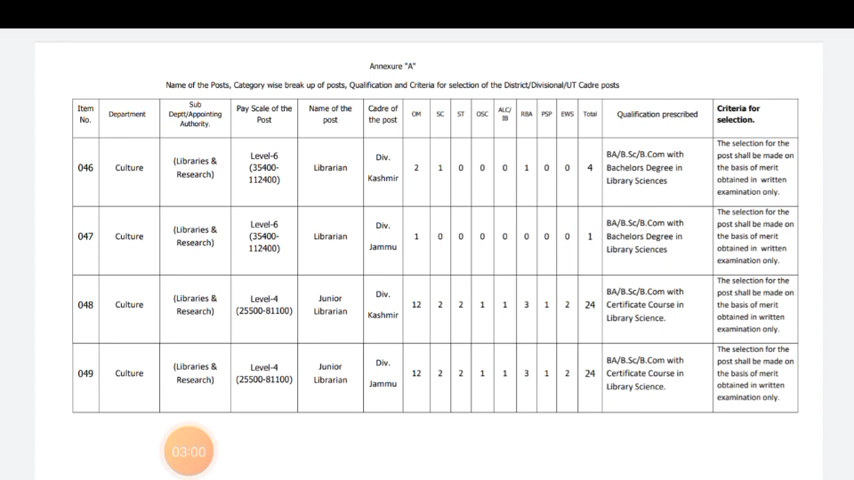 Annexure "A"
Name of the Posts, Category wise break up of posts, Qualification and Criteria for selection of the District/Divisional/UT Cadre posts
Item No. Department Sub Deptt/Appointing Authority. Pay Scale of the Post Name of the post Cadre of the post OM SC ST OSC ALC/IB RBA PSP EWS Total Qualification prescribed Criteria for selection.
046 Culture (Libraries & Research) Level-6 (35400-112400) Librarian Div. Kashmir 2 1 0 0 0 1 0 0 4 BA/B.Sc/B.Com with Bachelors Degree in Library Sciences The selection for the post shall be made on the basis of merit obtained in written examination only.
047 Culture (Libraries & Research) Level-6 (35400-112400) Librarian Div. Jammu 1 0 0 0 0 0 0 0 1 BA/B.Sc/B.Com with Bachelors Degree in Library Sciences The selection for the post shall be made on the basis of merit obtained in written examination only.
048 Culture (Libraries & Research) Level-4 (25500-81100) Junior Librarian Div. Kashmir 12 2 2 1 1 3 1 2 24 BA/B.Sc/B.Com with Certificate Course in Library Science. The selection for the post shall be made on the basis of merit obtained in written examination only.
049 Culture (Libraries & Research) Level-4 (25500-81100) Junior Librarian Div. Jammu 12 2 2 1 1 3 1 2 24 BA/B.Sc/B.Com with Certificate Course in Library Science. The selection for the post shall be made on the basis of merit obtained in written examination only.
03:00